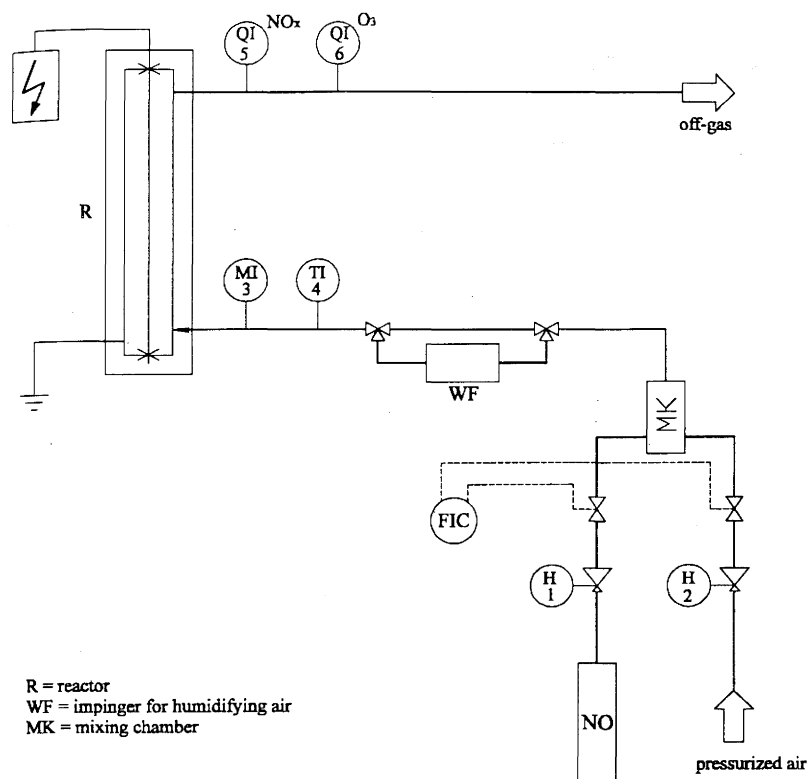 QI
5
NOx
QI
6
O3
off-gas
R
MI
3
TI
4
WF
MK
FIC
H
1
H
2
R = reactor
WF = impinger for humidifying air
MK = mixing chamber
NO
pressurized air